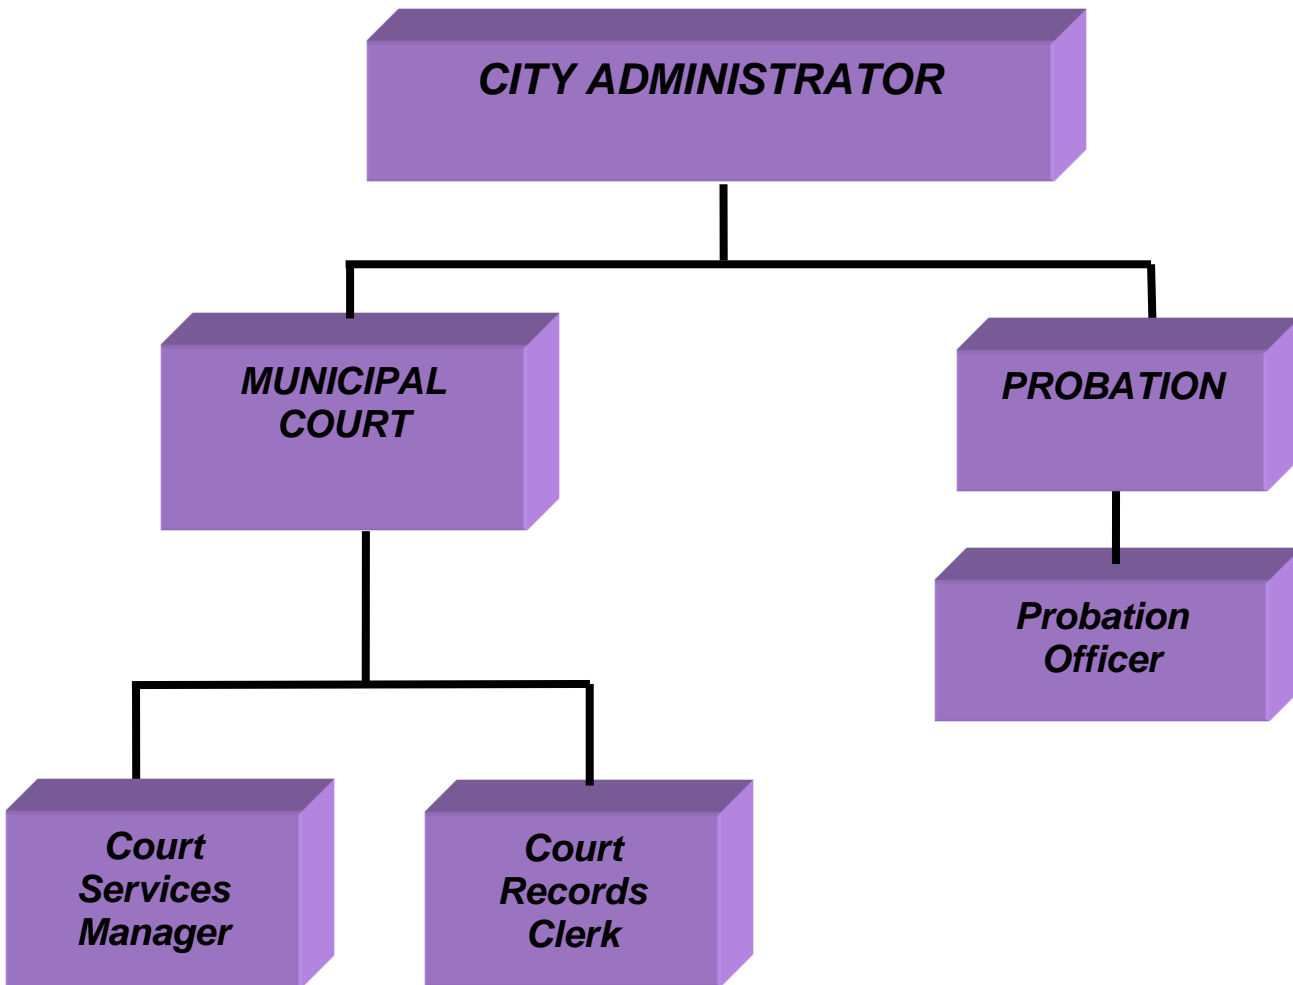 CITY ADMINISTRATOR
MUNICIPAL
COURT
PROBATION
Probation
Officer
Court
Services
Manager
Court
Records
Clerk